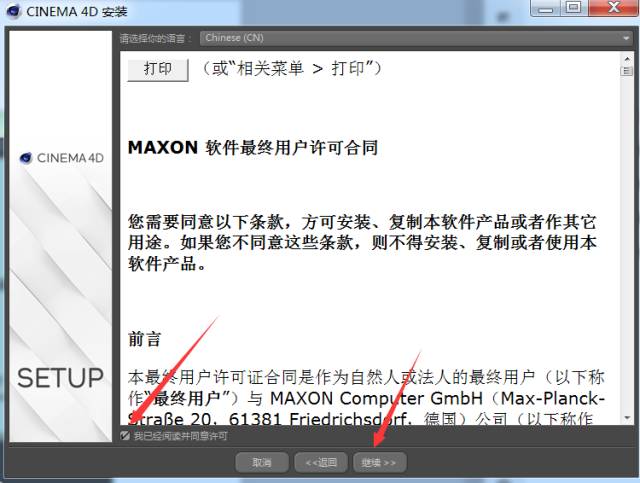 CINEMA 4D 安装
请选择你的语言： Chinese (CN)
打印 （或“相关菜单 > 打印”）
MAXON 软件最终用户许可合同
CINEMA 4D
您需要同意以下条款，方可安装、复制本软件产品或者作其它
用途。如果您不同意这些条款，则不得安装、复制或者使用本
软件产品。
前言
SETUP
本最终用户许可证合同是作为自然人或法人的最终用户（以下称
作“最终用户”）与 MAXON Computer GmbH（Max-Planck-
Straße 20，61381 Friedrichsdorf，德国）公司（以下称作
我已经阅读并同意许可
取消 <<返回 继续 >>